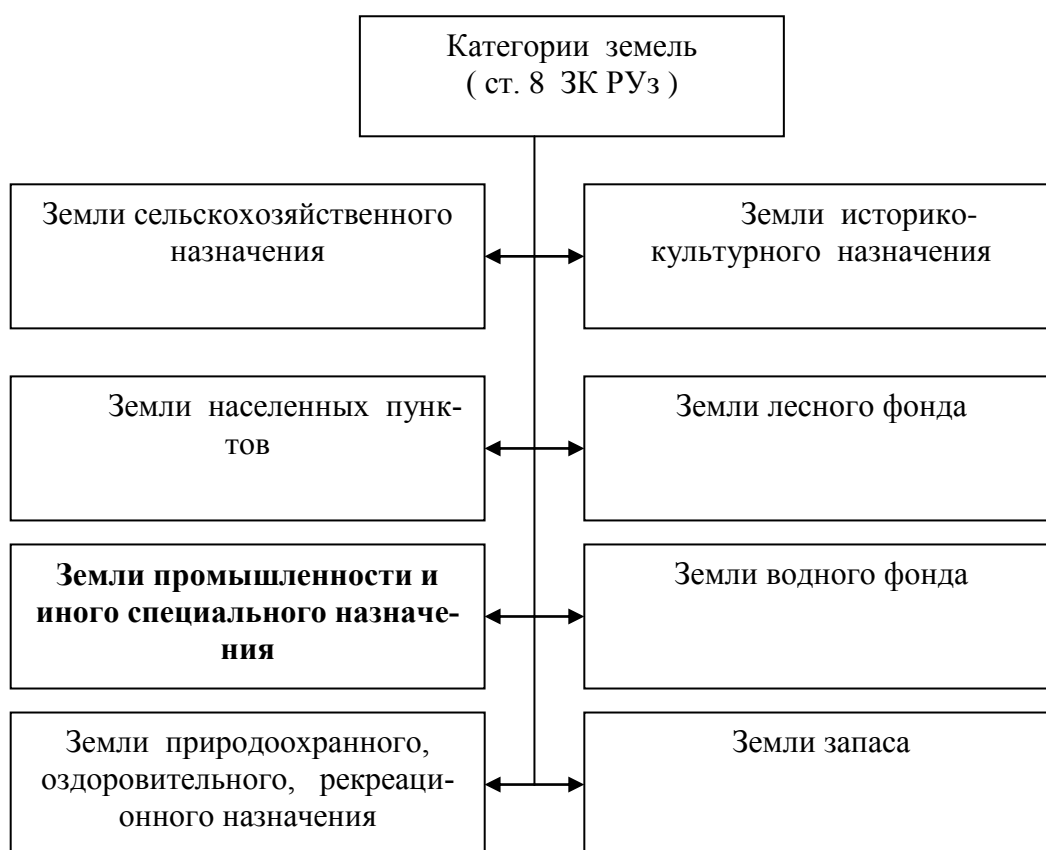 Категории земель
( ст. 8 ЗК РУз )
Земли сельскохозяйственного
назначения
Земли историко-
культурного назначения
Земли населенных пунк-
тов
Земли лесного фонда
Земли промышленности и
иного специального назначе-
ния
Земли водного фонда
Земли природоохранного,
оздоровительного, рекреаци-
онного назначения
Земли запаса